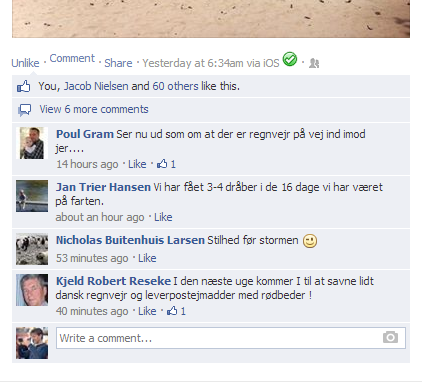 Unlike · Comment · Share · Yesterday at 6:34am via iOS ·
You, Jacob Nielsen and 60 others like this.
View 6 more comments
Poul Gram Ser nu ud som om at der er regnvejr på vej ind imod
jer....
14 hours ago · Like · 1
Jan Trier Hansen Vi har fået 3-4 dråber i de 16 dage vi har været
på farten.
about an hour ago · Like
Nicholas Buitenhuis Larsen Stilhed før stormen
53 minutes ago · Like
Kjeld Robert Reseke I den næste uge kommer I til at savne lidt
dansk regnvejr og leverpostejmadder med rødbeder !
40 minutes ago · Like · 1
Write a comment...